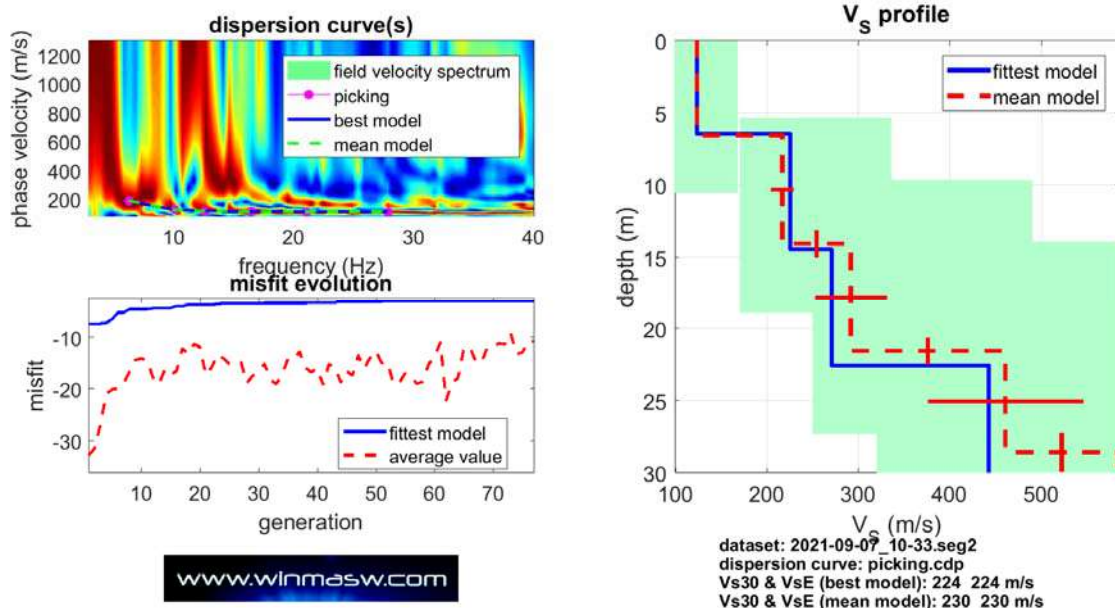 dispersion curve(s)
phase velocity (m/s)
1200
1000
800
600
400
200
field velocity spectrum
picking
best model
mean model
10
20
30
40
frequency (Hz)
misfit evolution
misfit
-10
-20
-30
fittest model
average value
10
20
30
40
50
60
70
generation
www.winmasw.com
V_S profile
depth (m)
0
5
10
15
20
25
30
fittest model
mean model
100
200
300
400
500
V_S (m/s)
dataset: 2021-09-07_10-33.seg2
dispersion curve: picking.cdp
Vs30 & VsE (best model): 224 224 m/s
Vs30 & VsE (mean model): 230 230 m/s